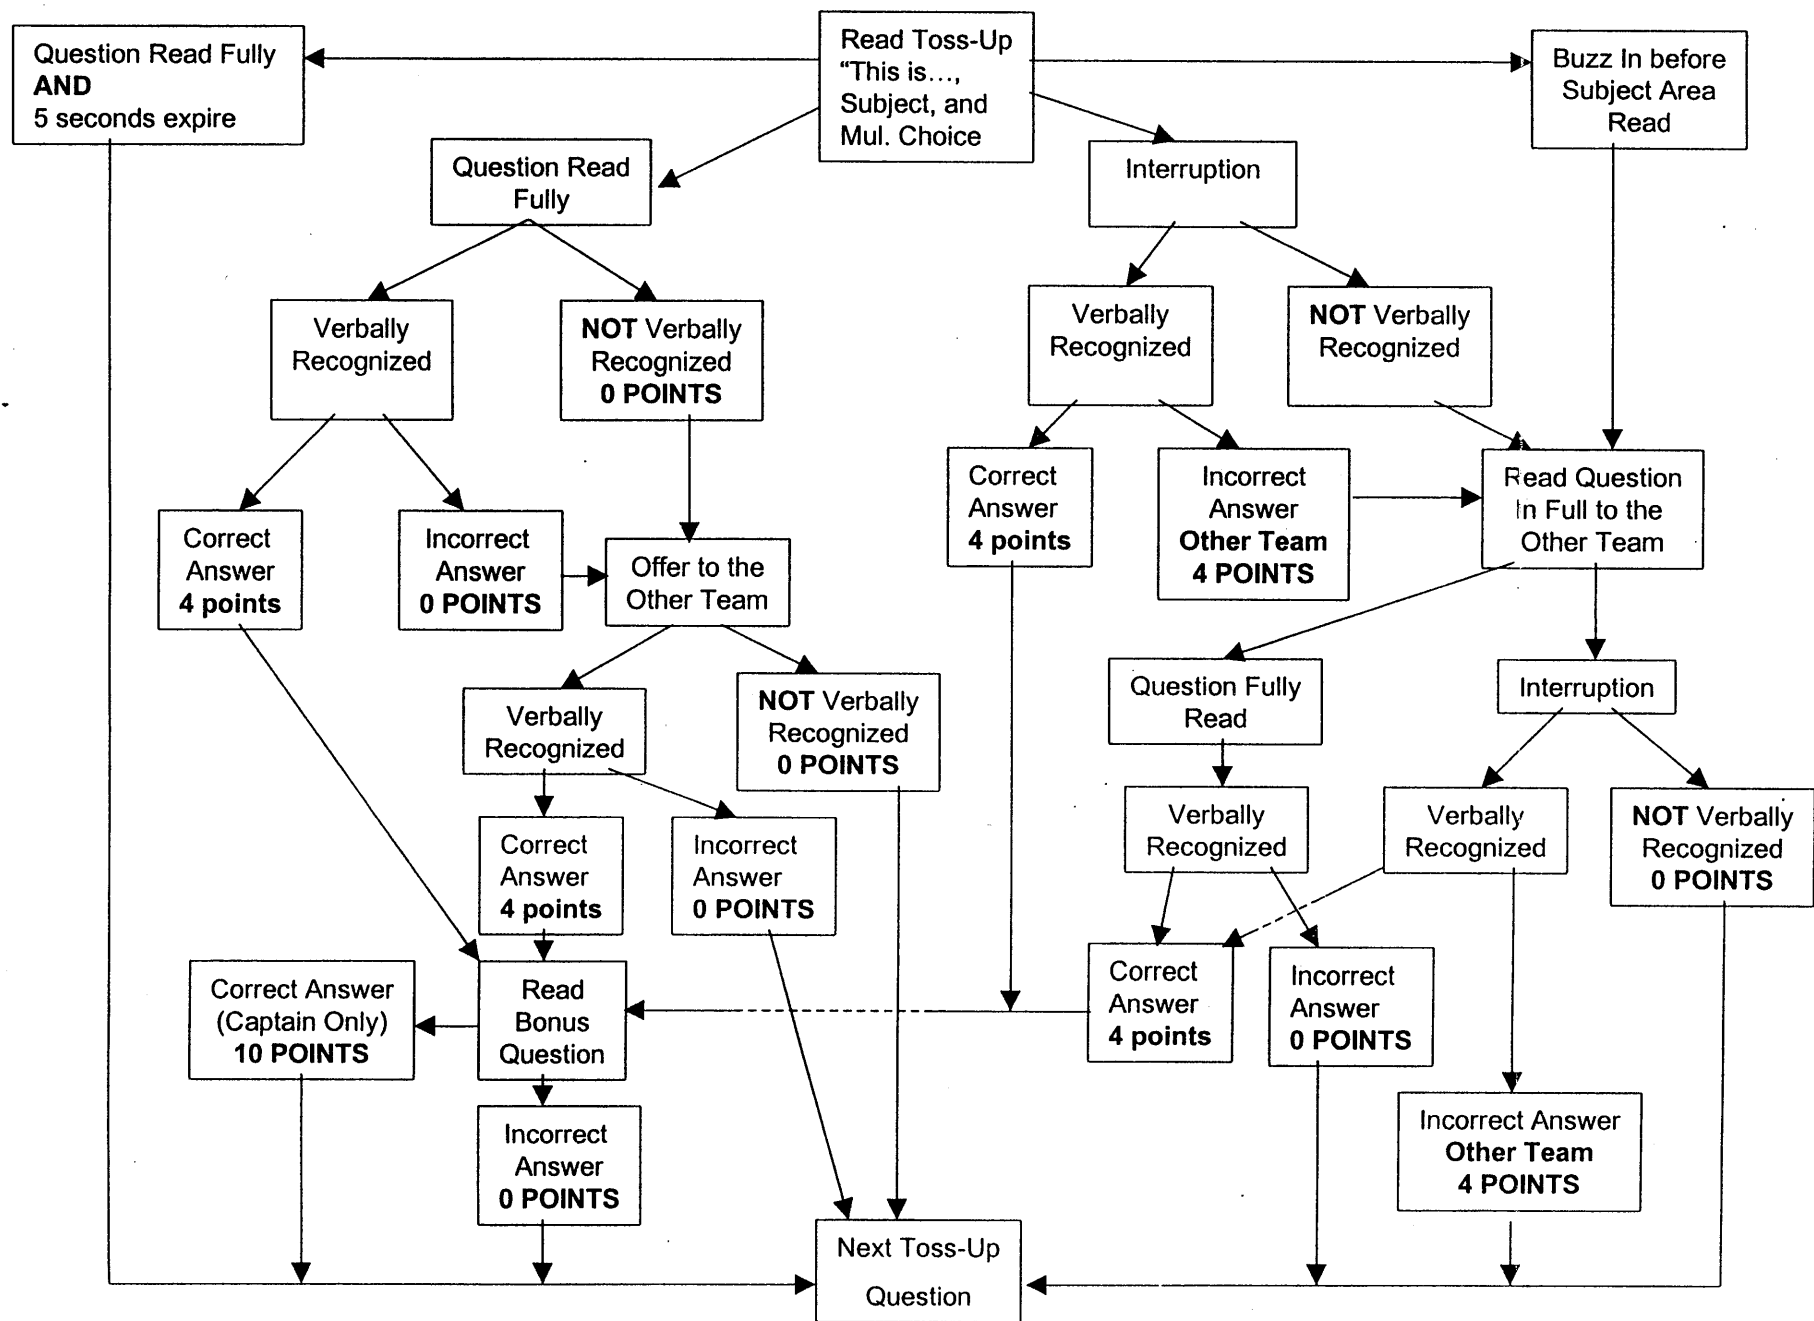 Question Read Fully
AND
5 seconds expire
Read Toss-Up
“This is…,
Subject, and
Mul. Choice
Buzz In before
Subject Area
Read
Question Read
Fully
Interruption
Verbally
Recognized
NOT Verbally
Recognized
0 POINTS
Verbally
Recognized
NOT Verbally
Recognized
Correct
Answer
4 points
Incorrect
Answer
0 POINTS
Offer to the
Other Team
Correct
Answer
4 points
Incorrect
Answer
Other Team
4 POINTS
Read Question
In Full to the
Other Team
Verbally
Recognized
NOT Verbally
Recognized
0 POINTS
Question Fully
Read
Interruption
Correct
Answer
4 points
Incorrect
Answer
0 POINTS
Verbally
Recognized
Verbally
Recognized
NOT Verbally
Recognized
0 POINTS
Correct Answer
(Captain Only)
10 POINTS
Read
Bonus
Question
Correct
Answer
4 points
Incorrect
Answer
0 POINTS
Incorrect
Answer
0 POINTS
Incorrect Answer
Other Team
4 POINTS
Next Toss-Up
Question